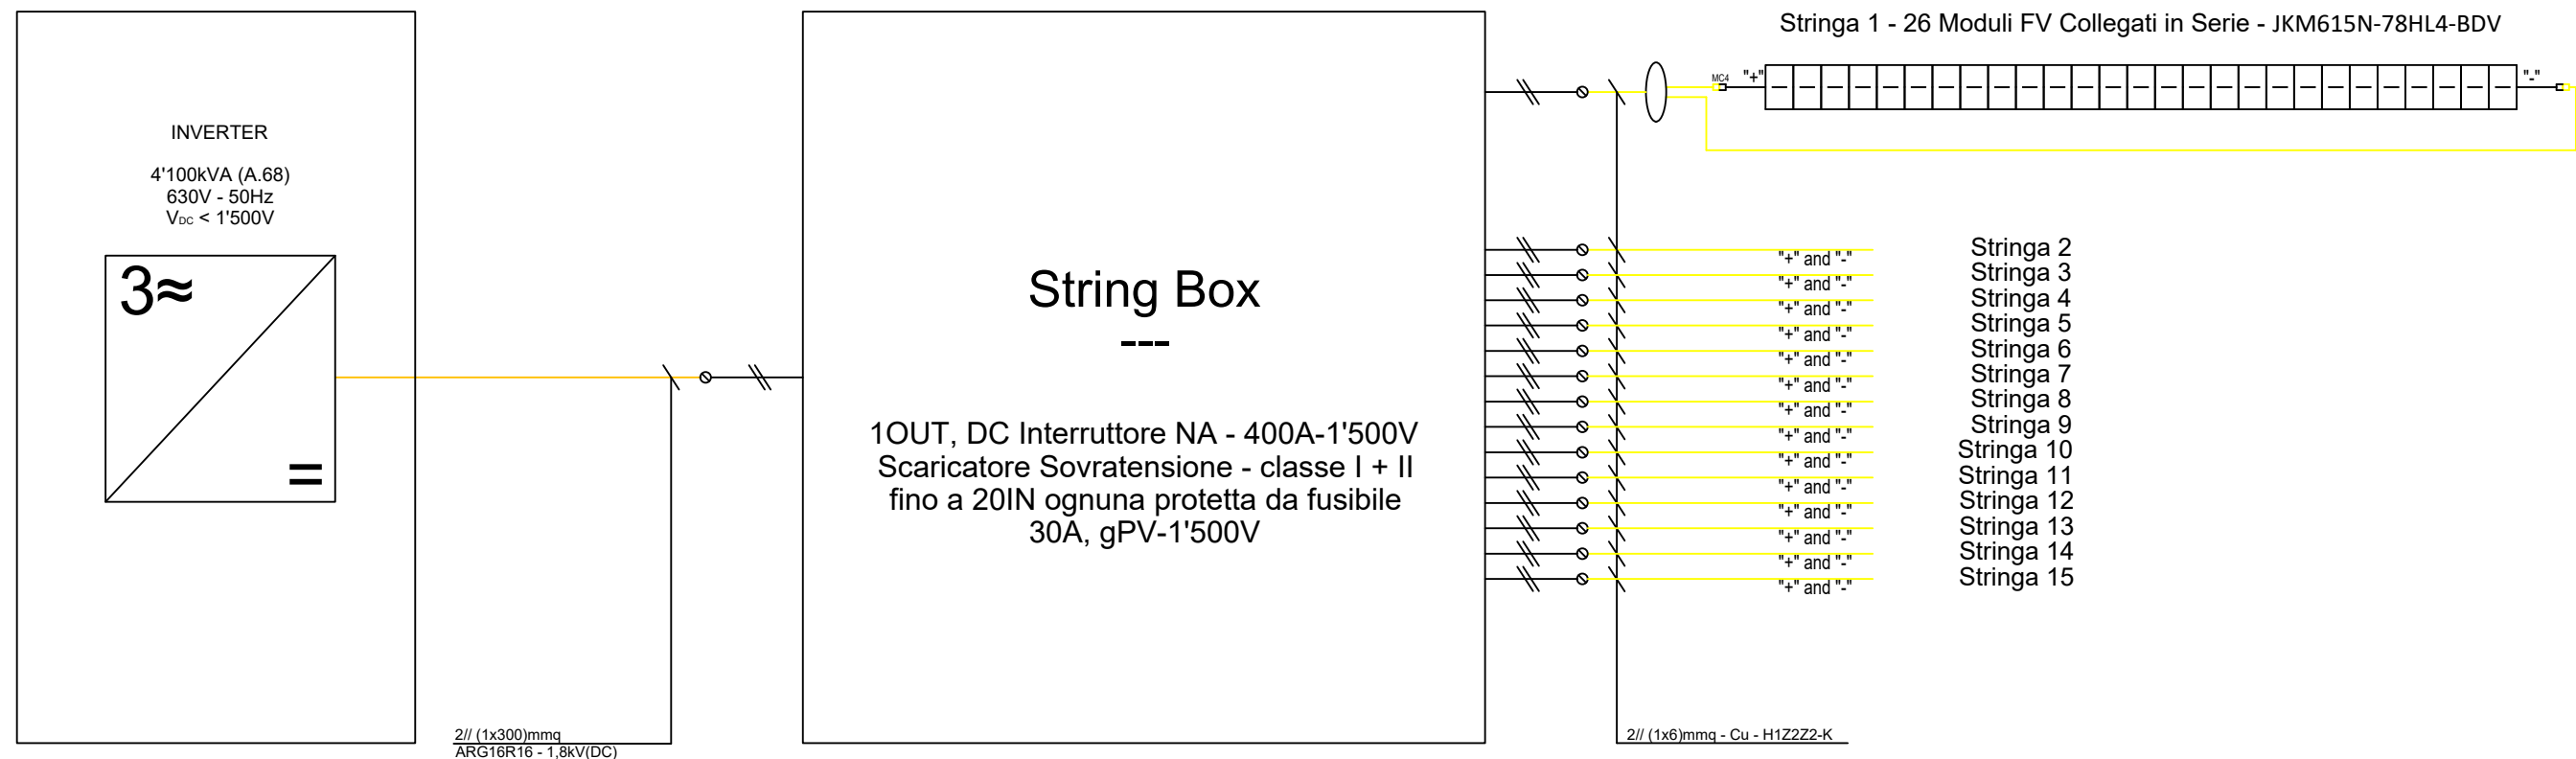 Stringa 1 - 26 Moduli FV Collegati in Serie - JKM615N-78HL4-BDV
MC4 "+" "-"
INVERTER
4'100kVA (A.68)
630V - 50Hz
VDC < 1'500V
3≈
=
String Box
---
1OUT, DC Interruttore NA - 400A-1'500V
Scaricatore Sovratensione - classe I + II
fino a 20IN ognuna protetta da fusibile
30A, gPV-1'500V
"+" and "-" Stringa 2
"+" and "-" Stringa 3
"+" and "-" Stringa 4
"+" and "-" Stringa 5
"+" and "-" Stringa 6
"+" and "-" Stringa 7
"+" and "-" Stringa 8
"+" and "-" Stringa 9
"+" and "-" Stringa 10
"+" and "-" Stringa 11
"+" and "-" Stringa 12
"+" and "-" Stringa 13
"+" and "-" Stringa 14
"+" and "-" Stringa 15
2// (1x300)mmq
ARG16R16 - 1,8kV(DC)
2// (1x6)mmq - Cu - H1Z2Z2-K